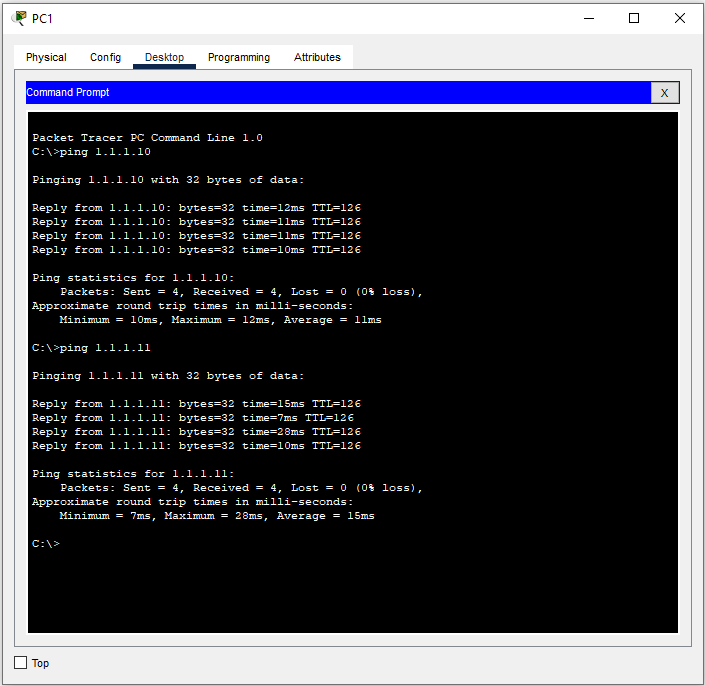 PC1
Physical Config Desktop Programming Attributes
Command Prompt X
Packet Tracer PC Command Line 1.0
C:\>ping 1.1.1.10
Pinging 1.1.1.10 with 32 bytes of data:
Reply from 1.1.1.10: bytes=32 time=12ms TTL=126
Reply from 1.1.1.10: bytes=32 time=11ms TTL=126
Reply from 1.1.1.10: bytes=32 time=11ms TTL=126
Reply from 1.1.1.10: bytes=32 time=10ms TTL=126
Ping statistics for 1.1.1.10:
    Packets: Sent = 4, Received = 4, Lost = 0 (0% loss),
Approximate round trip times in milli-seconds:
    Minimum = 10ms, Maximum = 12ms, Average = 11ms
C:\>ping 1.1.1.11
Pinging 1.1.1.11 with 32 bytes of data:
Reply from 1.1.1.11: bytes=32 time=15ms TTL=126
Reply from 1.1.1.11: bytes=32 time=7ms TTL=126
Reply from 1.1.1.11: bytes=32 time=28ms TTL=126
Reply from 1.1.1.11: bytes=32 time=10ms TTL=126
Ping statistics for 1.1.1.11:
    Packets: Sent = 4, Received = 4, Lost = 0 (0% loss),
Approximate round trip times in milli-seconds:
    Minimum = 7ms, Maximum = 28ms, Average = 15ms
C:\>
Top